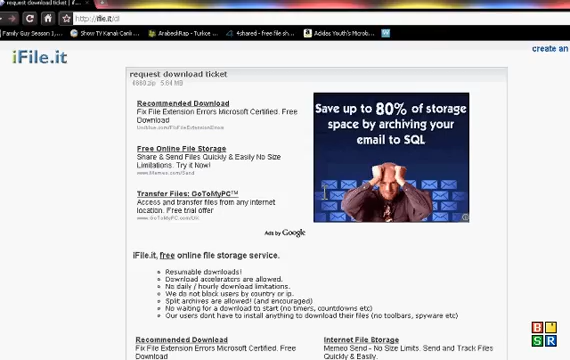 request download ticket | i
http://ifile.it/dl
Family Guy Season
Show TV Canlı
ArabesKRap - Turkce
4shared - free file sh
Adidas Youth's Microb
iFile.it
create an
request download ticket
5.64 MB
Recommended Download
Fix File Extension Errors Microsoft Certified. Free
Download
Free Online File Storage
Share & Send Files Quickly & Easily No Size
Limitations. Try it Now!
www.Memeo.com/Send
Transfer Files: GoToMyPC™
Access and transfer files from any internet
location. Free trial offer
www.GoToMyPC.com/UK
Save up to 80% of storage
space by archiving your
email to SQL
Ads by Google
iFile.it, free online file storage service.
Resumable downloads!
Download accelerators are allowed.
No daily / hourly download limitations.
We do not block users by country or ip.
Split archives are allowed! (and encouraged)
No waiting for a download to start (no timers, countdowns etc)
Our users dont have to install anything to download their files (no toolbars, spyware etc)
Recommended Download
Fix File Extension Errors Microsoft Certified. Free
Download
Internet File Storage
Memeo Send - No Size Limits. Send and Track Files
Quickly & Easily.
B
S R